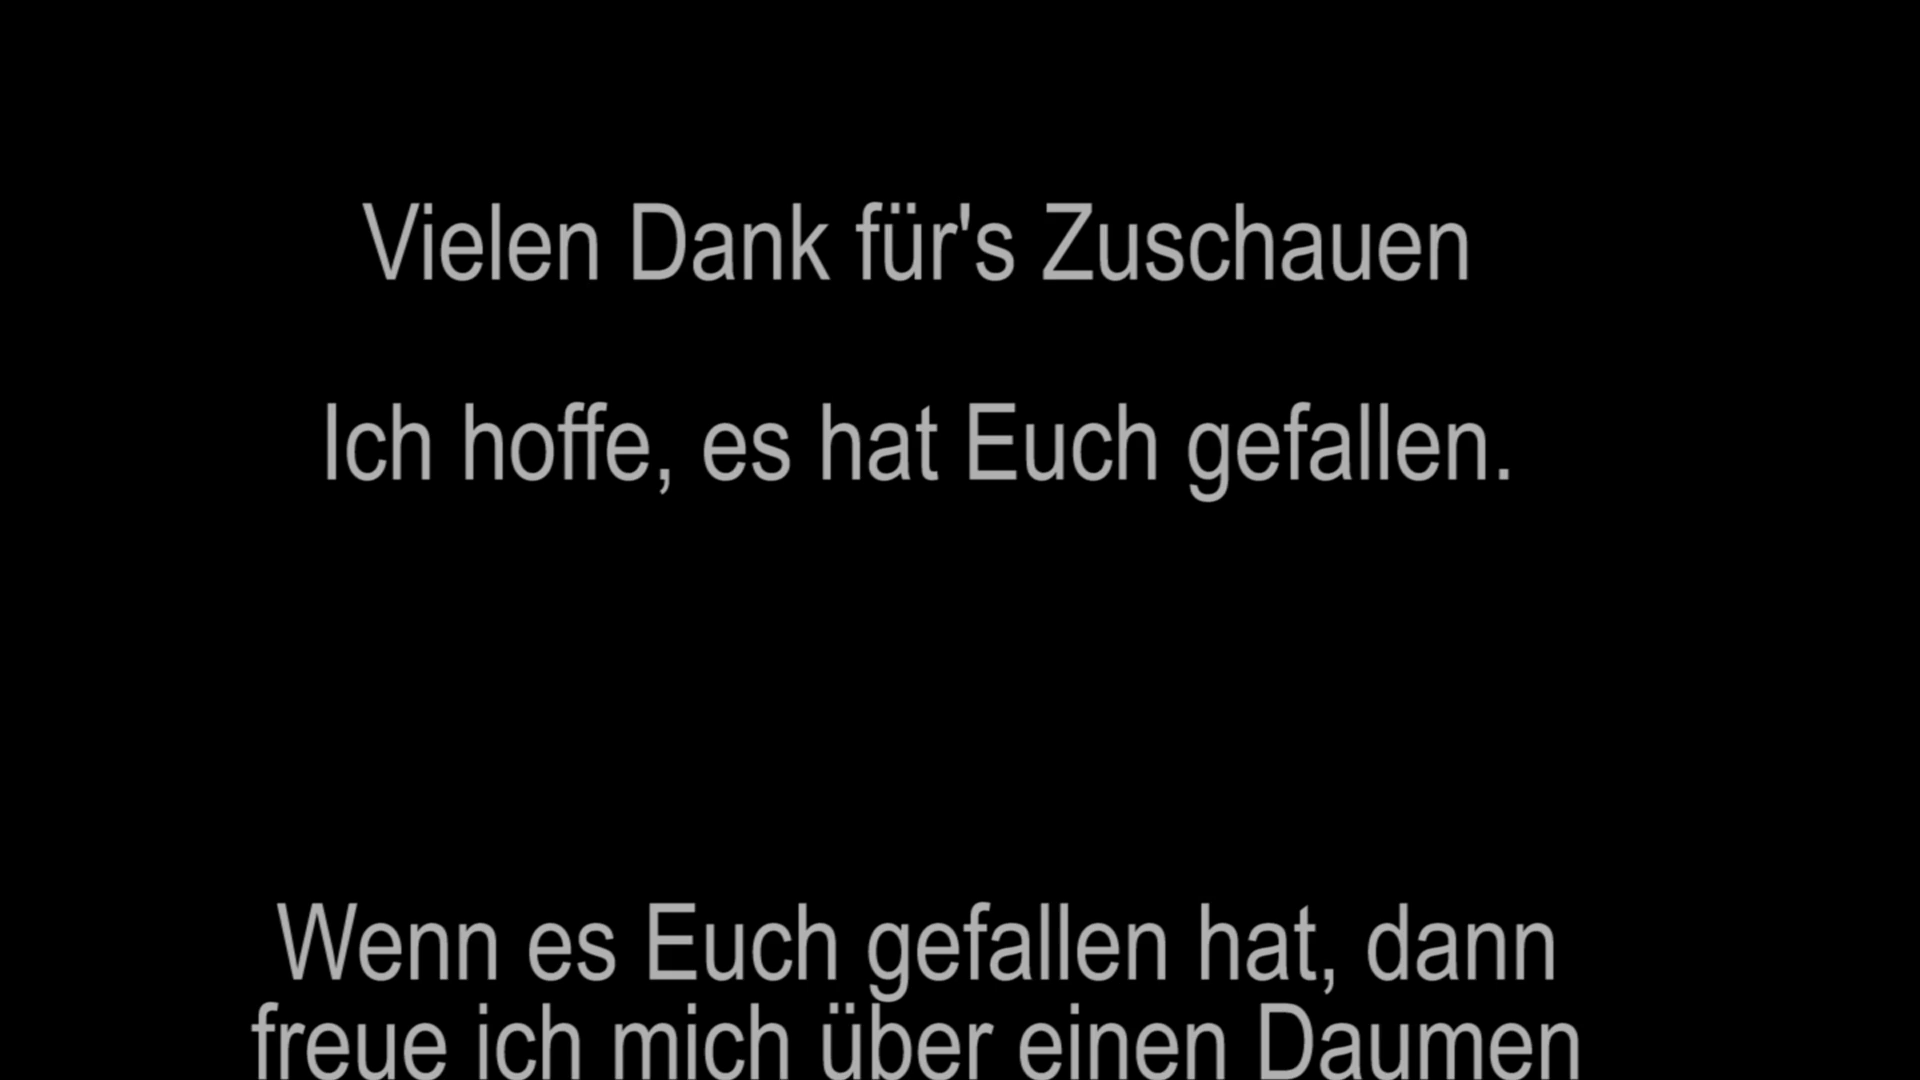 Vielen Dank für's Zuschauen
Ich hoffe, es hat Euch gefallen.
Wenn es Euch gefallen hat, dann
freue ich mich über einen Daumen